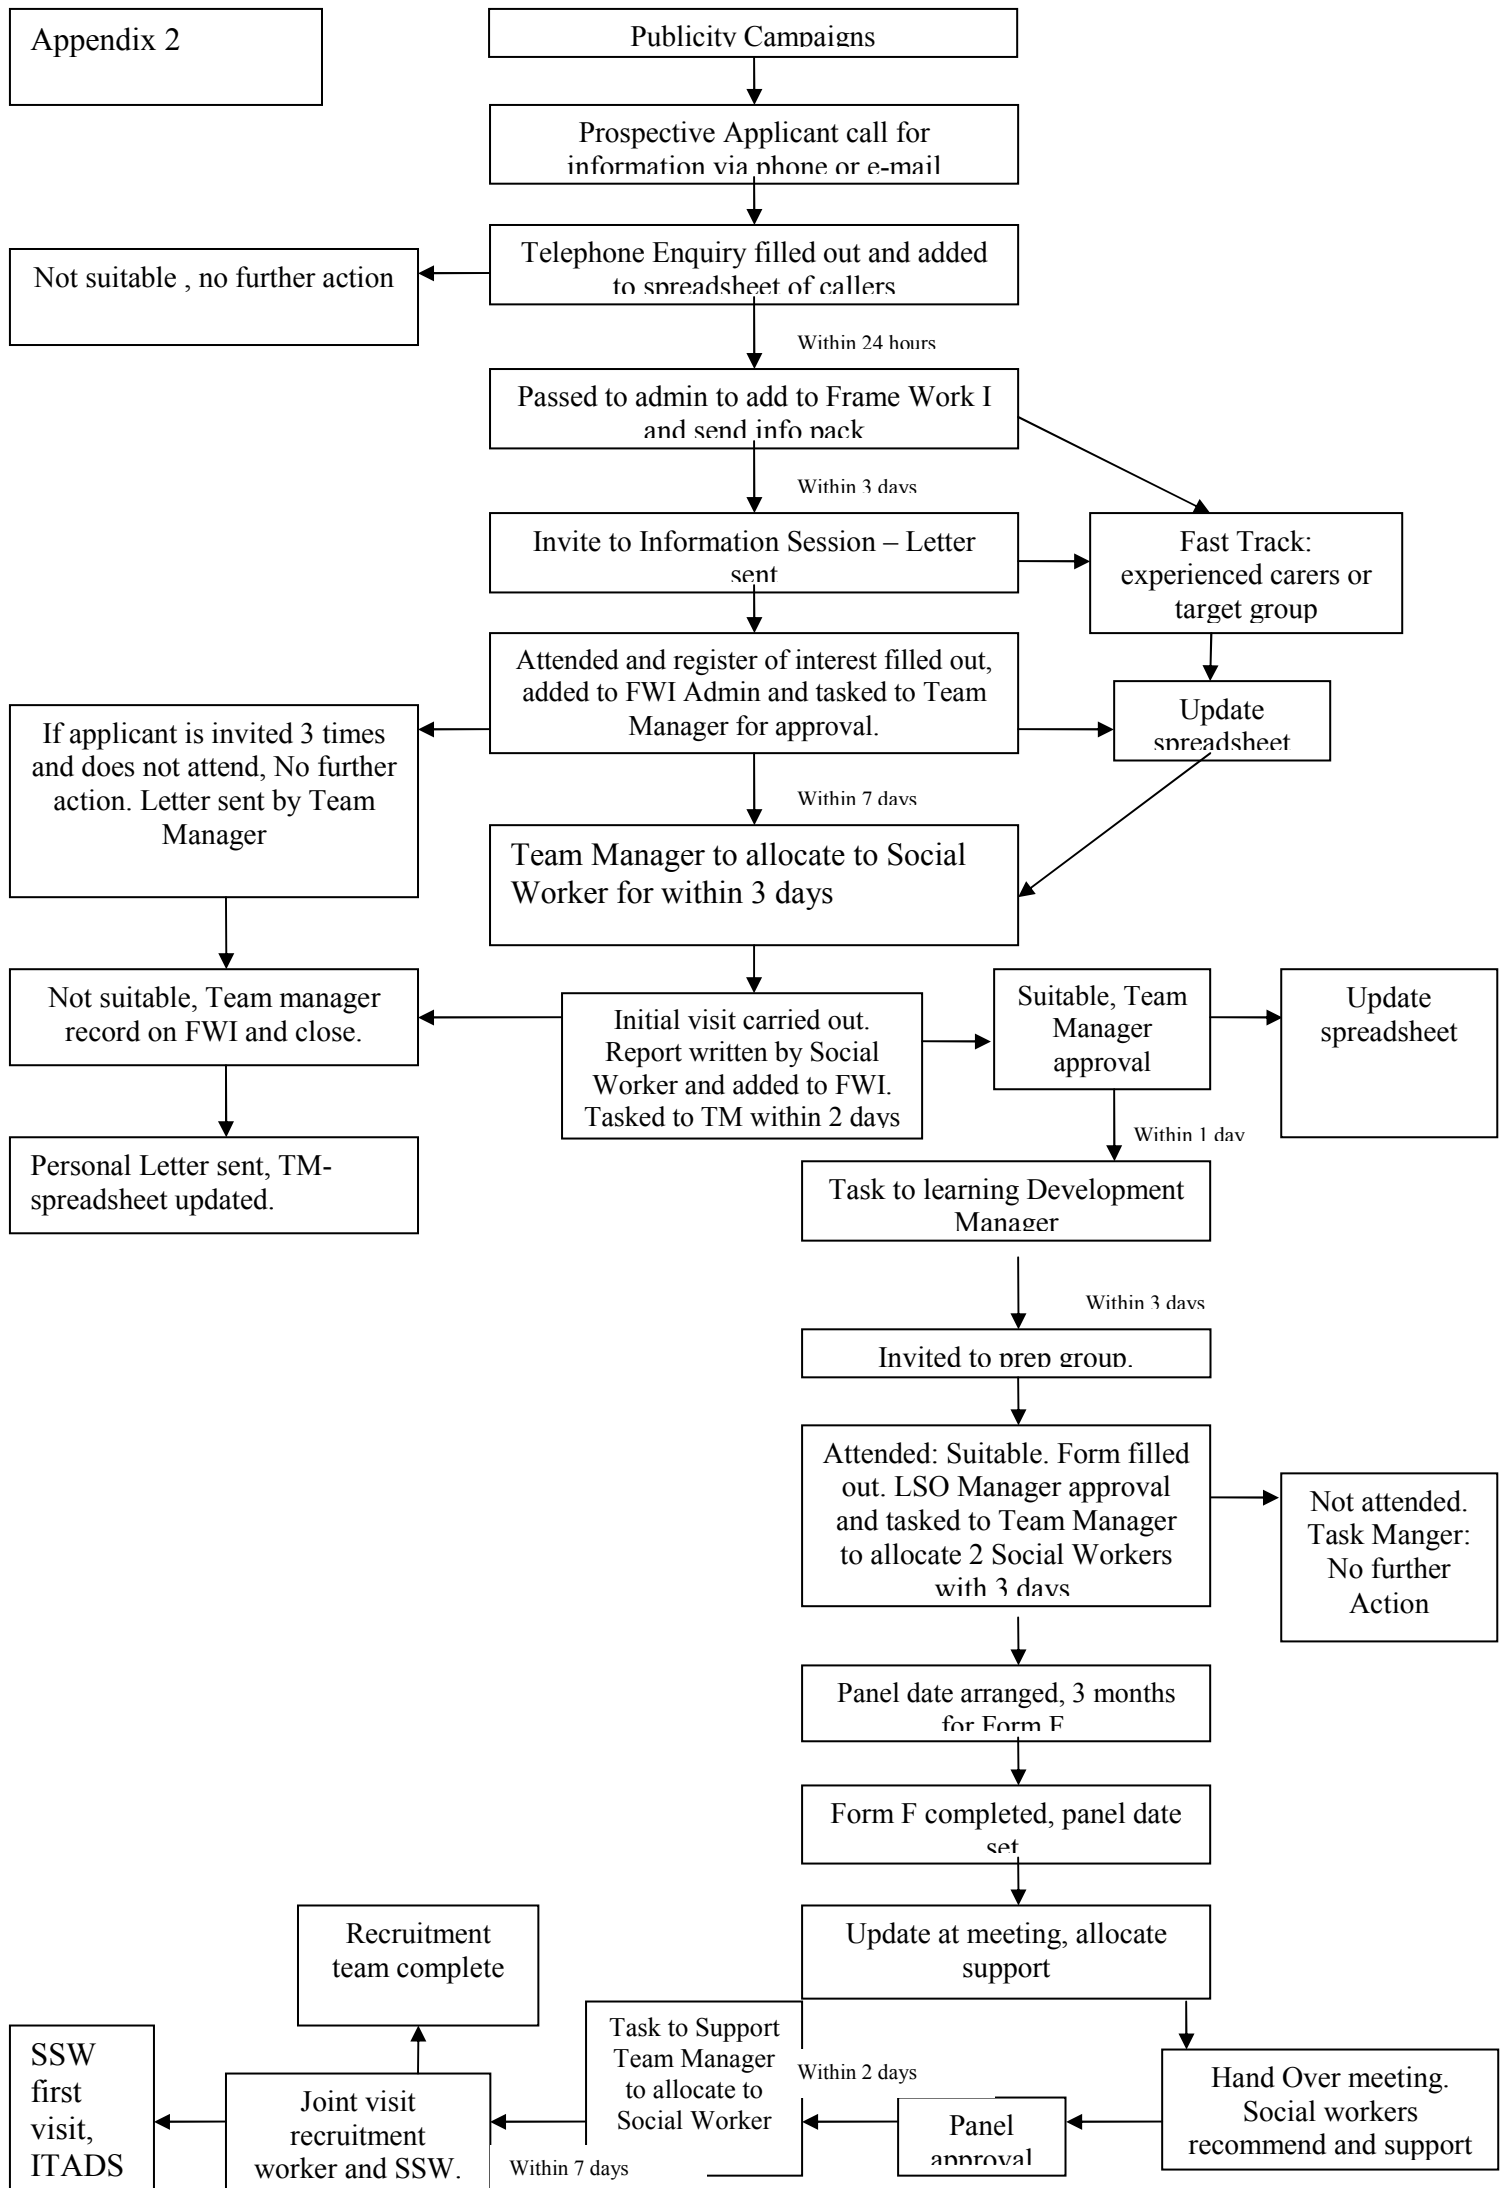 Appendix 2
Publicity Campaigns
Prospective Applicant call for
information via phone or e-mail
Telephone Enquiry filled out and added
to spreadsheet of callers
Not suitable , no further action
Within 24 hours
Passed to admin to add to Frame Work I
and send info pack
Within 3 days
Invite to Information Session – Letter
sent
Fast Track:
experienced carers or
target group
Attended and register of interest filled out,
added to FWI Admin and tasked to Team
Manager for approval.
Update
spreadsheet
If applicant is invited 3 times
and does not attend, No further
action. Letter sent by Team
Manager
Within 7 days
Team Manager to allocate to Social
Worker for within 3 days
Not suitable, Team manager
record on FWI and close.
Initial visit carried out.
Report written by Social
Worker and added to FWI.
Tasked to TM within 2 days
Suitable, Team
Manager
approval
Update
spreadsheet
Within 1 day
Personal Letter sent, TM-
spreadsheet updated.
Task to learning Development
Manager
Within 3 days
Invited to prep group.
Attended: Suitable. Form filled
out. LSO Manager approval
and tasked to Team Manager
to allocate 2 Social Workers
with 3 days
Not attended.
Task Manger:
No further
Action
Panel date arranged, 3 months
for Form F
Form F completed, panel date
set
Update at meeting, allocate
support
Recruitment
team complete
Task to Support
Team Manager
to allocate to
Social Worker
Within 2 days
Hand Over meeting.
Social workers
recommend and support
Panel
approval
Joint visit
recruitment
worker and SSW.
Within 7 days
SSW
first
visit,
ITADS